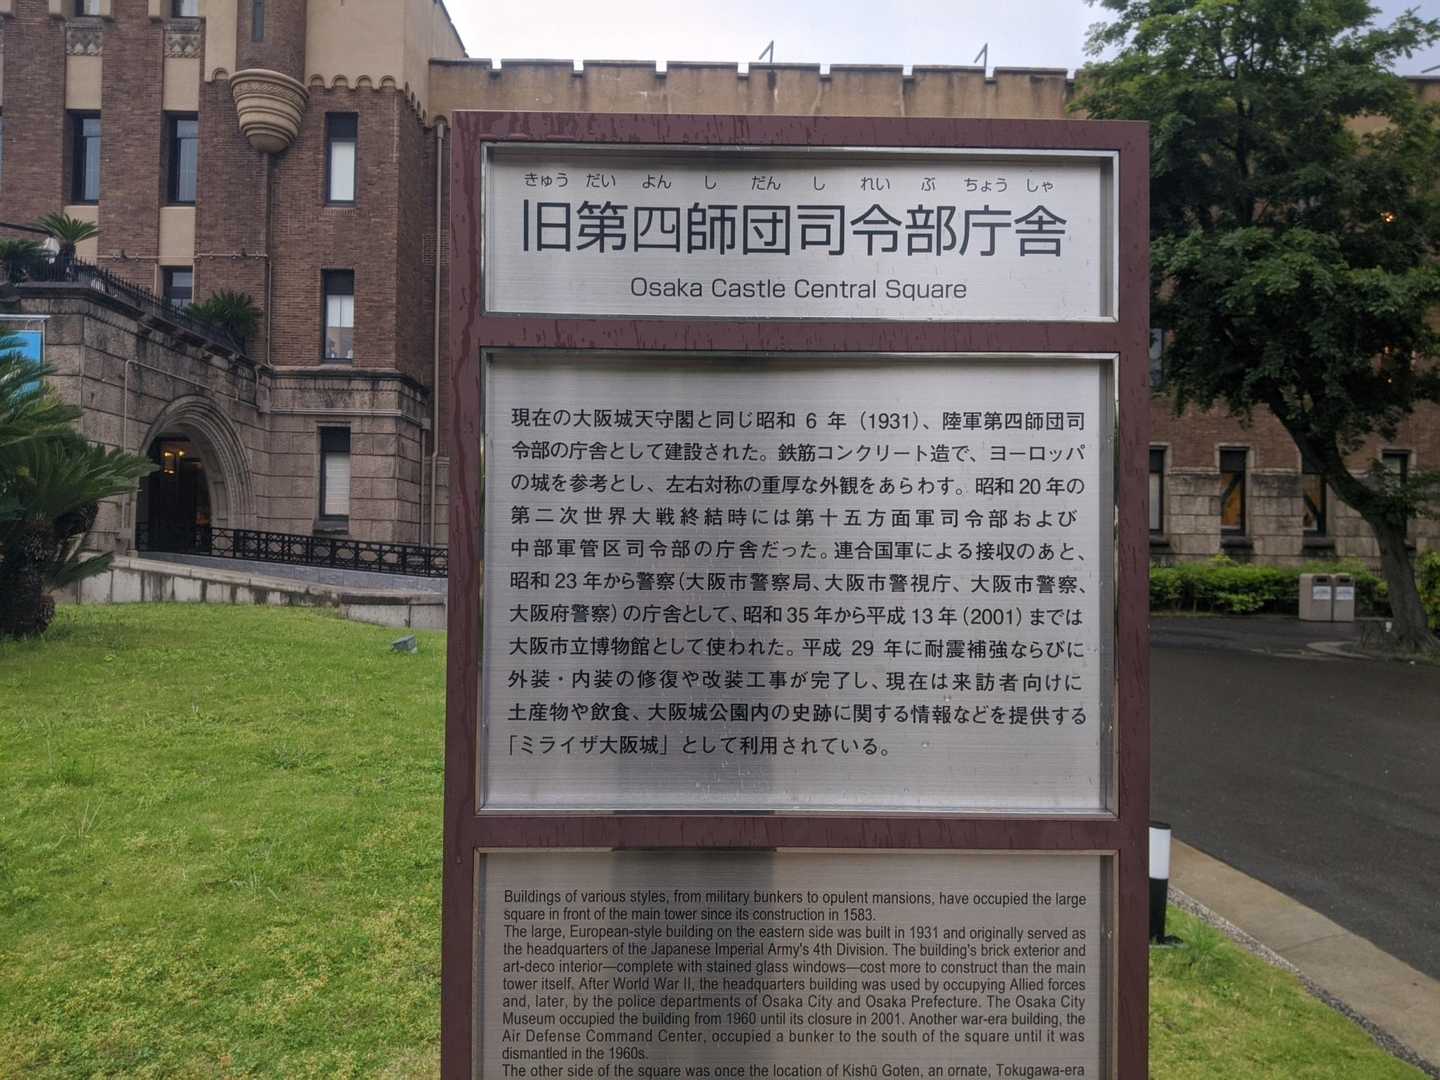 きゅう だい よん し だん し れい ぶ ちょう しゃ
旧第四師団司令部庁舎
Osaka Castle Central Square
現在の大阪城天守閣と同じ昭和 6 年（1931）、陸軍第四師団司
令部の庁舎として建設された。鉄筋コンクリート造で、ヨーロッパ
の城を参考とし、左右対称の重厚な外観をあらわす。昭和 20 年の
第二次世界大戦終結時には第十五方面軍司令部および
中部軍管区司令部の庁舎だった。連合国軍による接収のあと、
昭和 23 年から警察（大阪市警察局、大阪市警視庁、大阪市警察、
大阪府警察）の庁舎として、昭和 35 年から平成 13 年（2001）までは
大阪市立博物館として使われた。平成 29 年に耐震補強ならびに
外装・内装の修復や改装工事が完了し、現在は来訪者向けに
土産物や飲食、大阪城公園内の史跡に関する情報などを提供する
「ミライザ大阪城」として利用されている。
Buildings of various styles, from military bunkers to opulent mansions, have occupied the large
square in front of the main tower since its construction in 1583.
The large, European-style building on the eastern side was built in 1931 and originally served as
the headquarters of the Japanese Imperial Army's 4th Division. The building's brick exterior and
art-deco interior—complete with stained glass windows—cost more to construct than the main
tower itself. After World War II, the headquarters building was used by occupying Allied forces
and, later, by the police departments of Osaka City and Osaka Prefecture. The Osaka City
Museum occupied the building from 1960 until its closure in 2001. Another war-era building, the
Air Defense Command Center, occupied a bunker to the south of the square until it was
dismantled in the 1960s.
The other side of the square was once the location of Kishū Goten, an ornate, Tokugawa-era